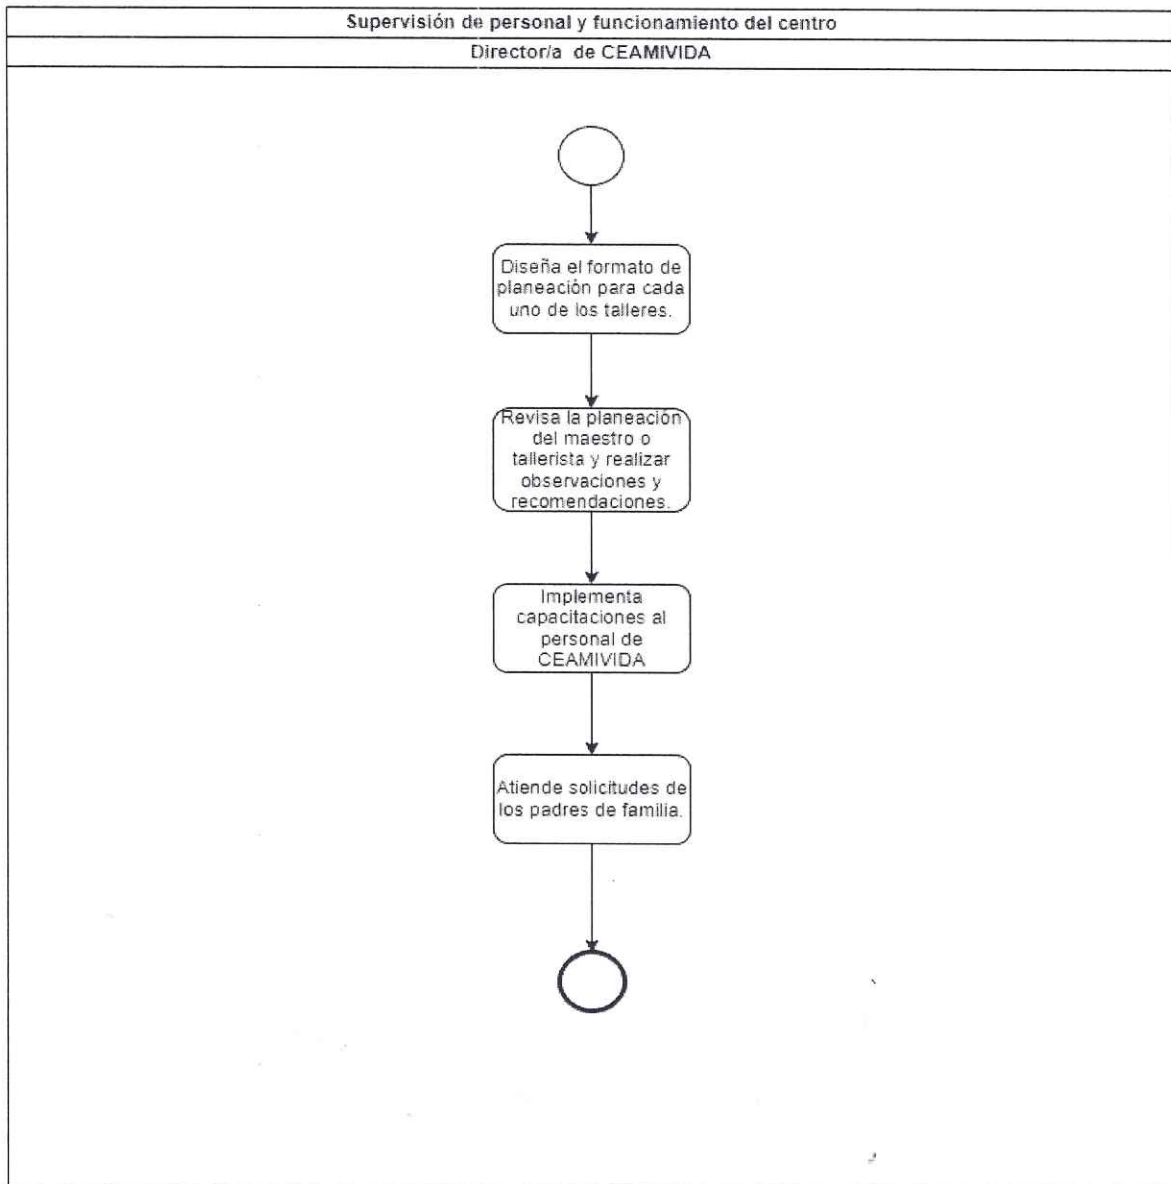 Supervisión de personal y funcionamiento del centro
Director/a de CEAMIVIDA
Diseña el formato de
planeación para cada
uno de los talleres.
Revisa la planeación
del maestro o
tallerista y realizar
observaciones y
recomendaciones.
Implementa
capacitaciones al
personal de
CEAMIVIDA
Atiende solicitudes de
los padres de familia.